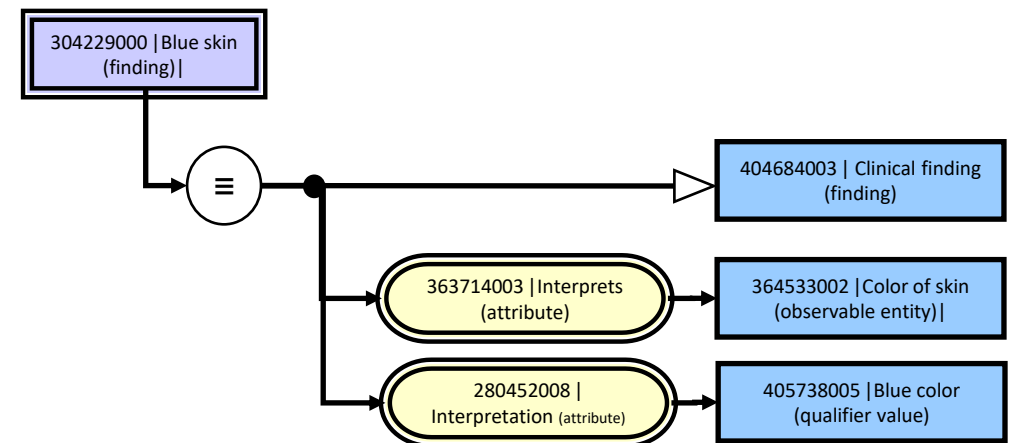 304229000 |Blue skin
(finding)|
≡
404684003 | Clinical finding
(finding)
363714003 |Interprets
(attribute)
364533002 |Color of skin
(observable entity)|
280452008 |
Interpretation (attribute)
405738005 |Blue color
(qualifier value)